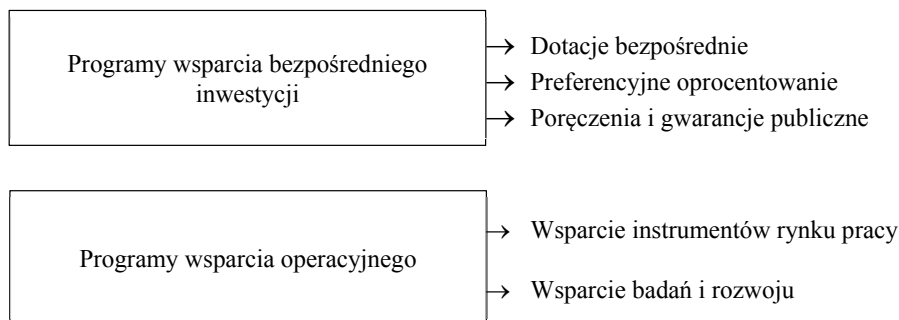 Programy wsparcia bezpośredniego
inwestycji
→ Dotacje bezpośrednie
→ Preferencyjne oprocentowanie
→ Poręczenia i gwarancje publiczne
Programy wsparcia operacyjnego
→ Wsparcie instrumentów rynku pracy
→ Wsparcie badań i rozwoju